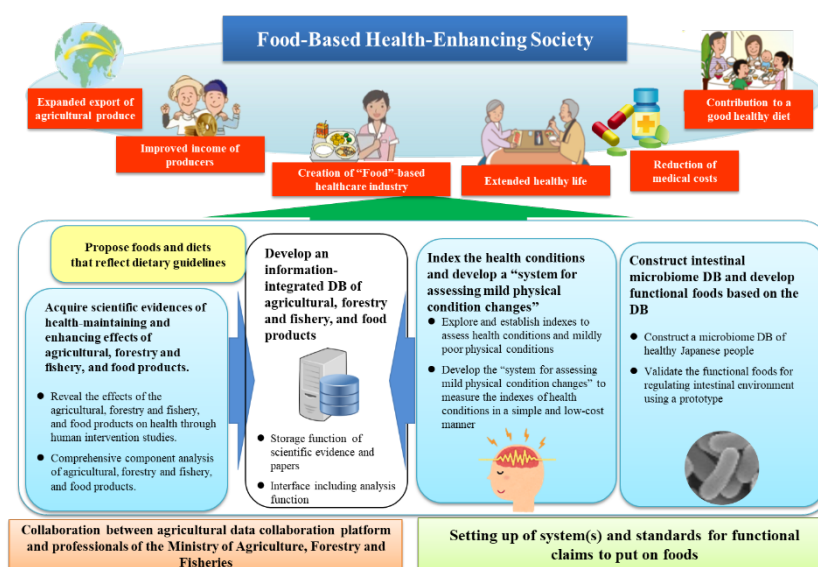 Food-Based Health-Enhancing Society
Expanded export of
agricultural produce
Improved income of
producers
Creation of “Food”-based
healthcare industry
Extended healthy life
Reduction of
medical costs
Contribution to a
good healthy diet
Propose foods and diets
that reflect dietary guidelines
Acquire scientific evidences of
health-maintaining and
enhancing effects of
agricultural, forestry and
fishery, and food products.
● Reveal the effects of the
agricultural, forestry and fishery,
and food products on health through
human intervention studies.
● Comprehensive component analysis
of agricultural, forestry and fishery,
and food products.
Develop an
information-
integrated DB of
agricultural, forestry
and fishery, and food
products
● Storage function of
scientific evidence and
papers
● Interface including analysis
function
Index the health conditions
and develop a “system for
assessing mild physical
condition changes”
● Explore and establish indexes to
assess health conditions and mildly
poor physical conditions
● Develop the “system for assessing
mild physical condition changes” to
measure the indexes of health
conditions in a simple and low-cost
manner
Construct intestinal
microbiome DB and develop
functional foods based on the
DB
● Construct a microbiome DB of
healthy Japanese people
● Validate the functional foods for
regulating intestinal environment
using a prototype
Collaboration between agricultural data collaboration platform
and professionals of the Ministry of Agriculture, Forestry and
Fisheries
Setting up of system(s) and standards for functional
claims to put on foods